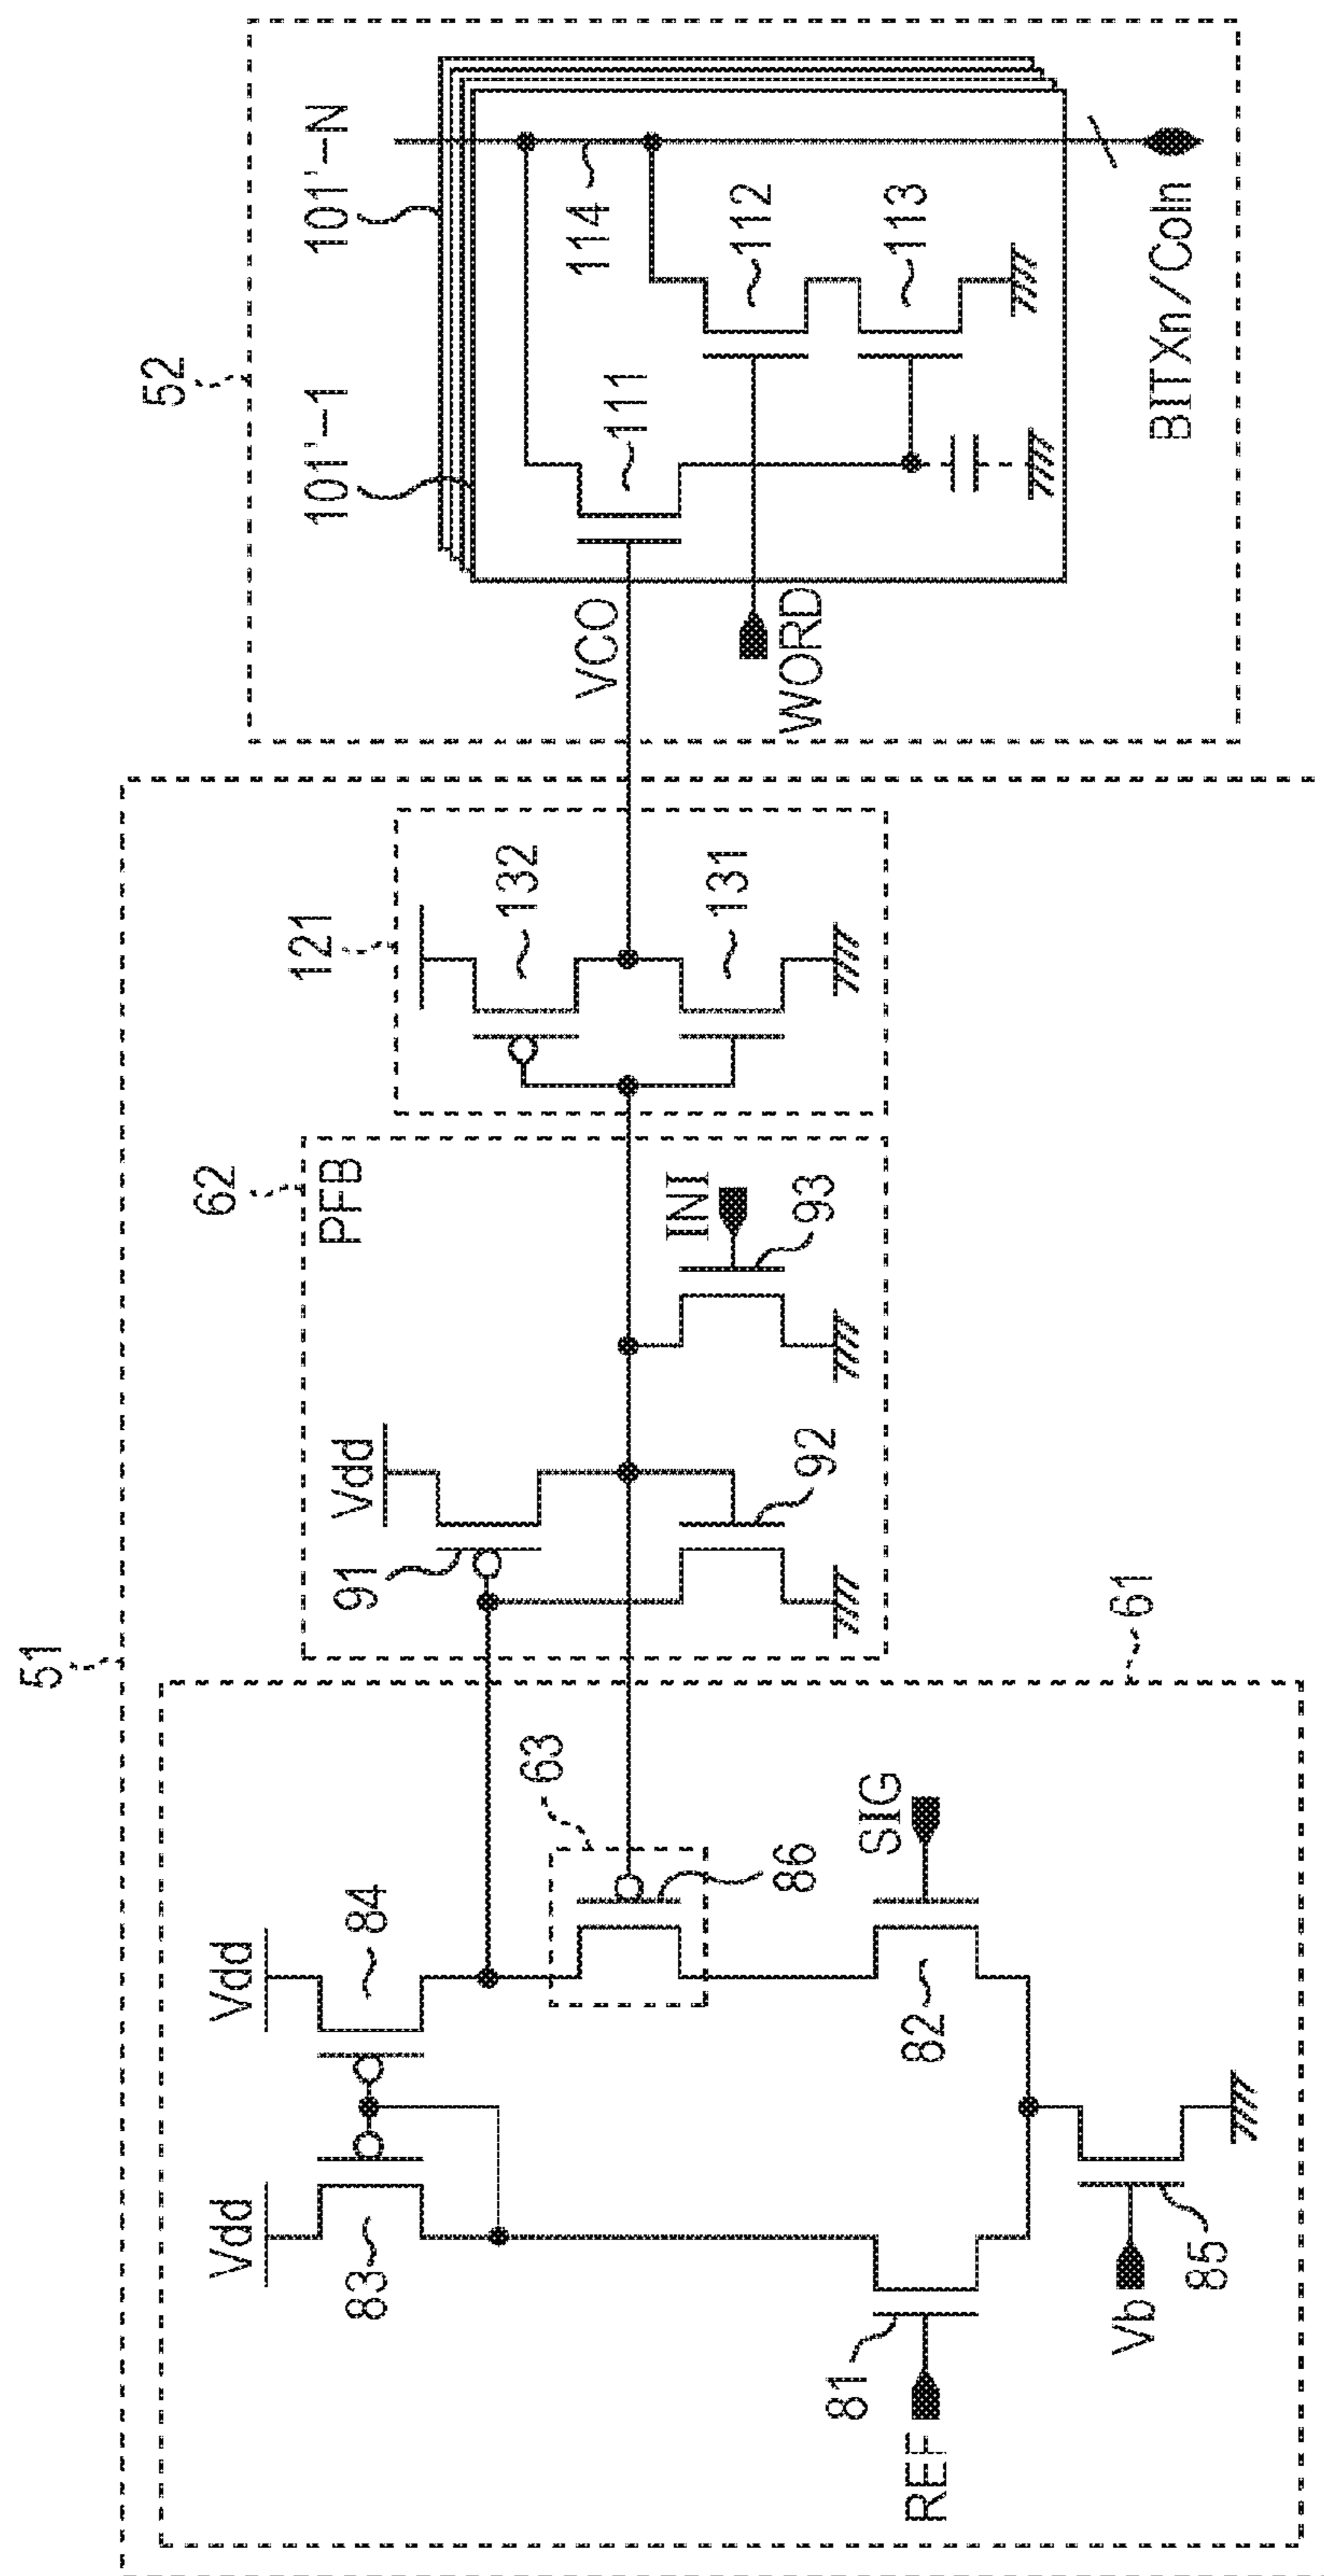 51
61
Vdd
Vdd
83
84
63
86
REF
81
82
SIG
Vb
85
62
PFB
Vdd
91
92
INI
93
121
132
131
52
101'-1
101'-N
VCO
111
114
112
WORD
113
BITXn/Coln